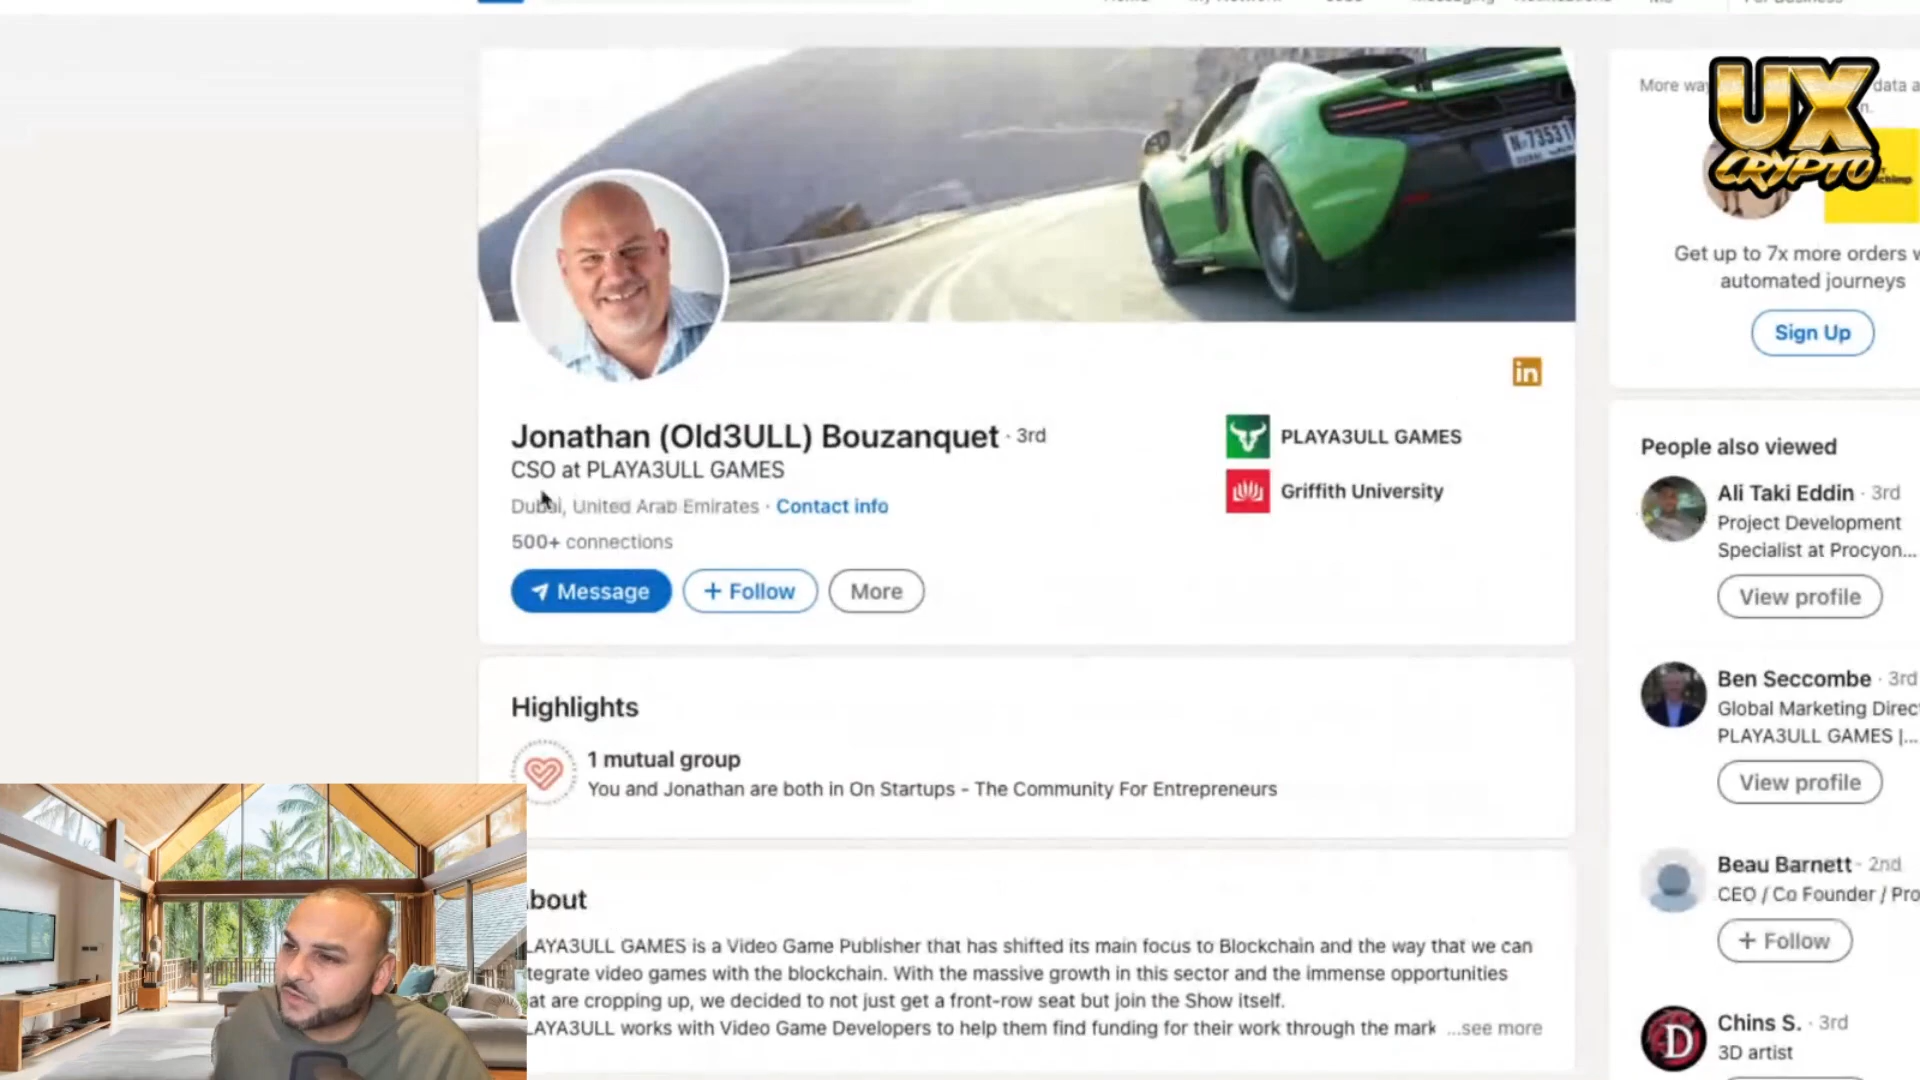 UX
CRYPTO
N 73531
Get up to 7x more orders
automated journeys
Sign Up
Jonathan (Old3ULL) Bouzanquet · 3rd
CSO at PLAYA3ULL GAMES
Dubai, United Arab Emirates · Contact info
500+ connections
Message
+ Follow
More
in
PLAYA3ULL GAMES
Griffith University
Highlights
1 mutual group
You and Jonathan are both in On Startups - The Community For Entrepreneurs
bout
LAYA3ULL GAMES is a Video Game Publisher that has shifted its main focus to Blockchain and the way that we can
tegrate video games with the blockchain. With the massive growth in this sector and the immense opportunities
at are cropping up, we decided to not just get a front-row seat but join the Show itself.
LAYA3ULL works with Video Game Developers to help them find funding for their work through the mark ...see more
People also viewed
Ali Taki Eddin · 3rd
Project Development
Specialist at Procyon...
View profile
Ben Seccombe · 3rd
Global Marketing Direc
PLAYA3ULL GAMES |...
View profile
Beau Barnett · 2nd
CEO / Co Founder / Pro
+ Follow
Chins S. · 3rd
3D artist